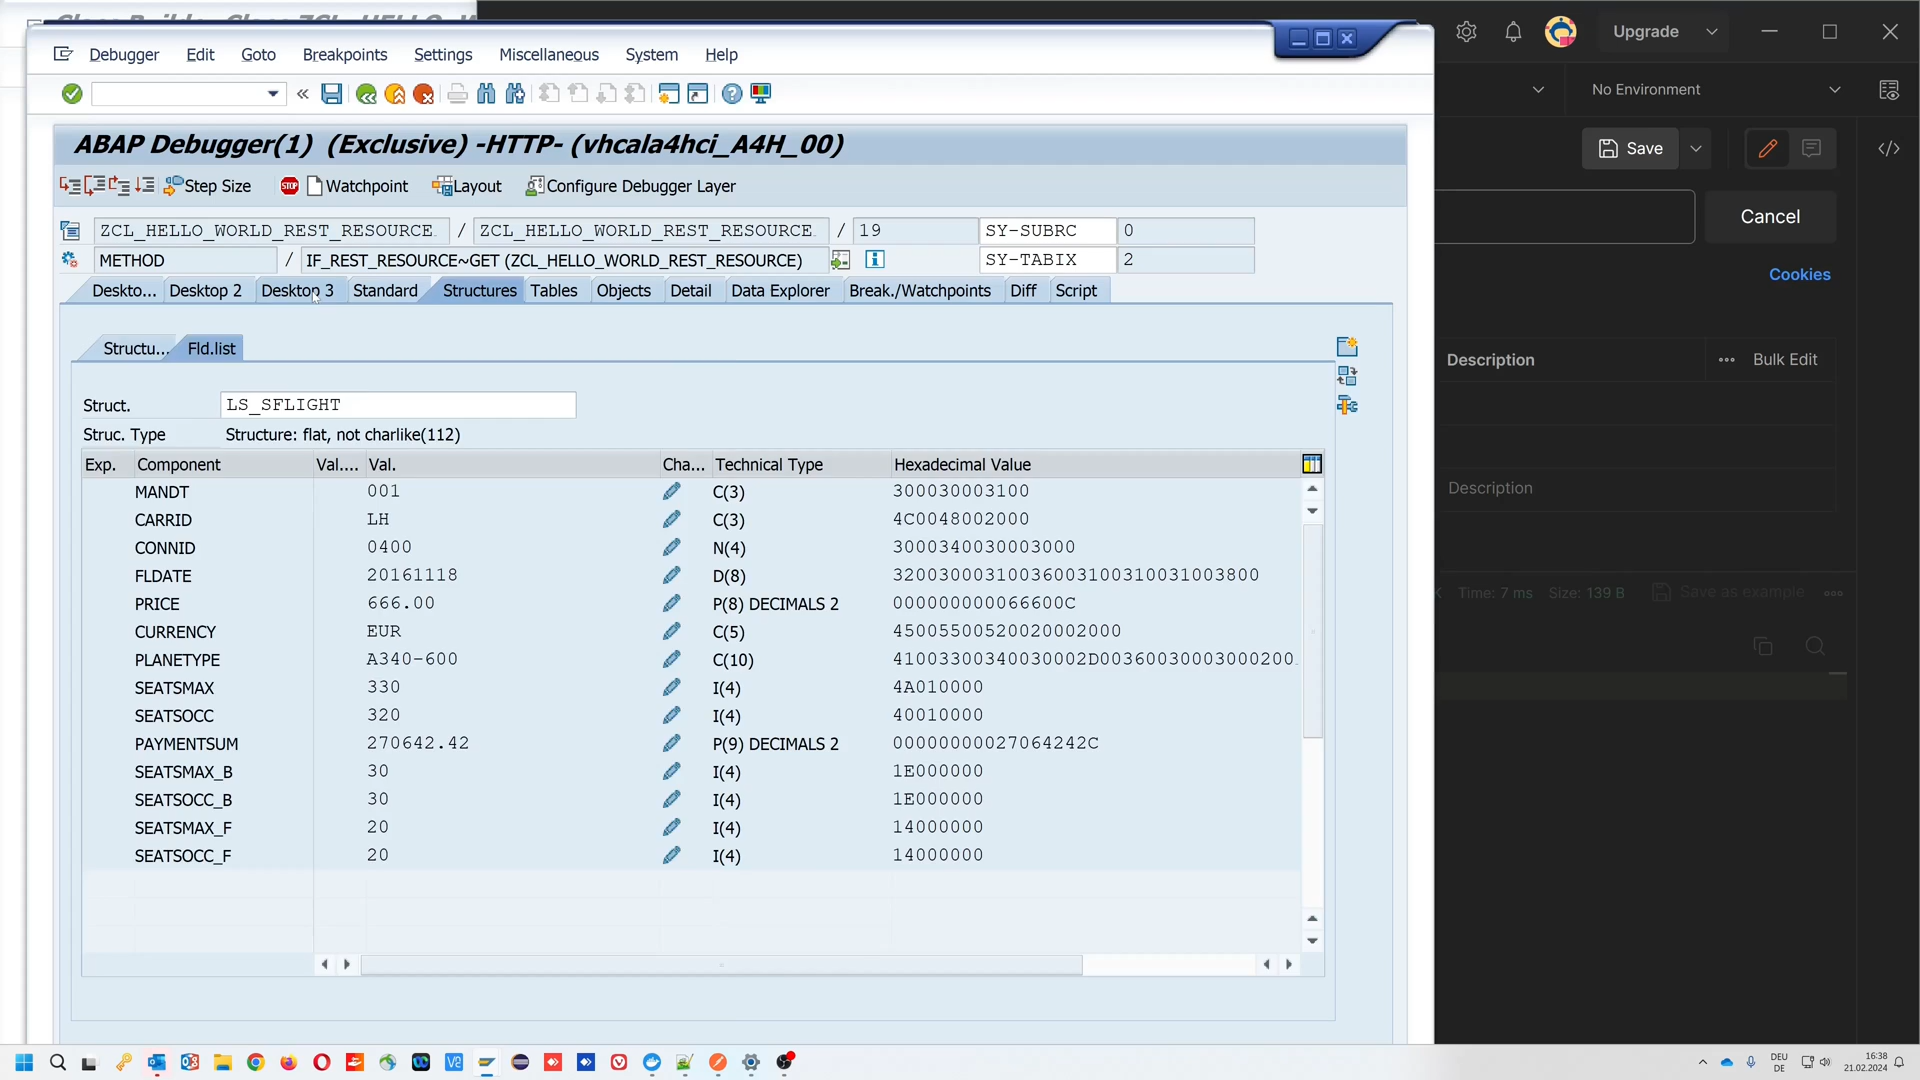 Debugger Edit Goto Breakpoints Settings Miscellaneous System Help
Upgrade
No Environment
ABAP Debugger(1) (Exclusive) -HTTP- (vhcala4hci_A4H_00)
Save
Step Size STOP Watchpoint Layout Configure Debugger Layer
Cancel
ZCL_HELLO_WORLD_REST_RESOURCE. / ZCL_HELLO_WORLD_REST_RESOURCE. / 19 SY-SUBRC 0
METHOD / IF_REST_RESOURCE~GET (ZCL_HELLO_WORLD_REST_RESOURCE) SY-TABIX 2
Cookies
Deskto... Desktop 2 Desktop 3 Standard Structures Tables Objects Detail Data Explorer Break./Watchpoints Diff Script
Structu... Fld.list
Description ••• Bulk Edit
Struct. LS_SFLIGHT
Struc. Type Structure: flat, not charlike(112)
Exp. Component Val.... Val. Cha... Technical Type Hexadecimal Value
MANDT 001 C(3) 300030003100
Description
CARRID LH C(3) 4C0048002000
CONNID 0400 N(4) 3000340030003000
FLDATE 20161118 D(8) 32003000310036003100310031003800
PRICE 666.00 P(8) DECIMALS 2 000000000066600C
Time: 7 ms Size: 139 B Save as example
CURRENCY EUR C(5) 45005500520020002000
PLANETYPE A340-600 C(10) 41003300340030002D003600300030002000.
SEATSMAX 330 I(4) 4A010000
SEATSOCC 320 I(4) 40010000
PAYMENTSUM 270642.42 P(9) DECIMALS 2 00000000027064242C
SEATSMAX_B 30 I(4) 1E000000
SEATSOCC_B 30 I(4) 1E000000
SEATSMAX_F 20 I(4) 14000000
SEATSOCC_F 20 I(4) 14000000
DEU
DE
16:38
21.02.2024